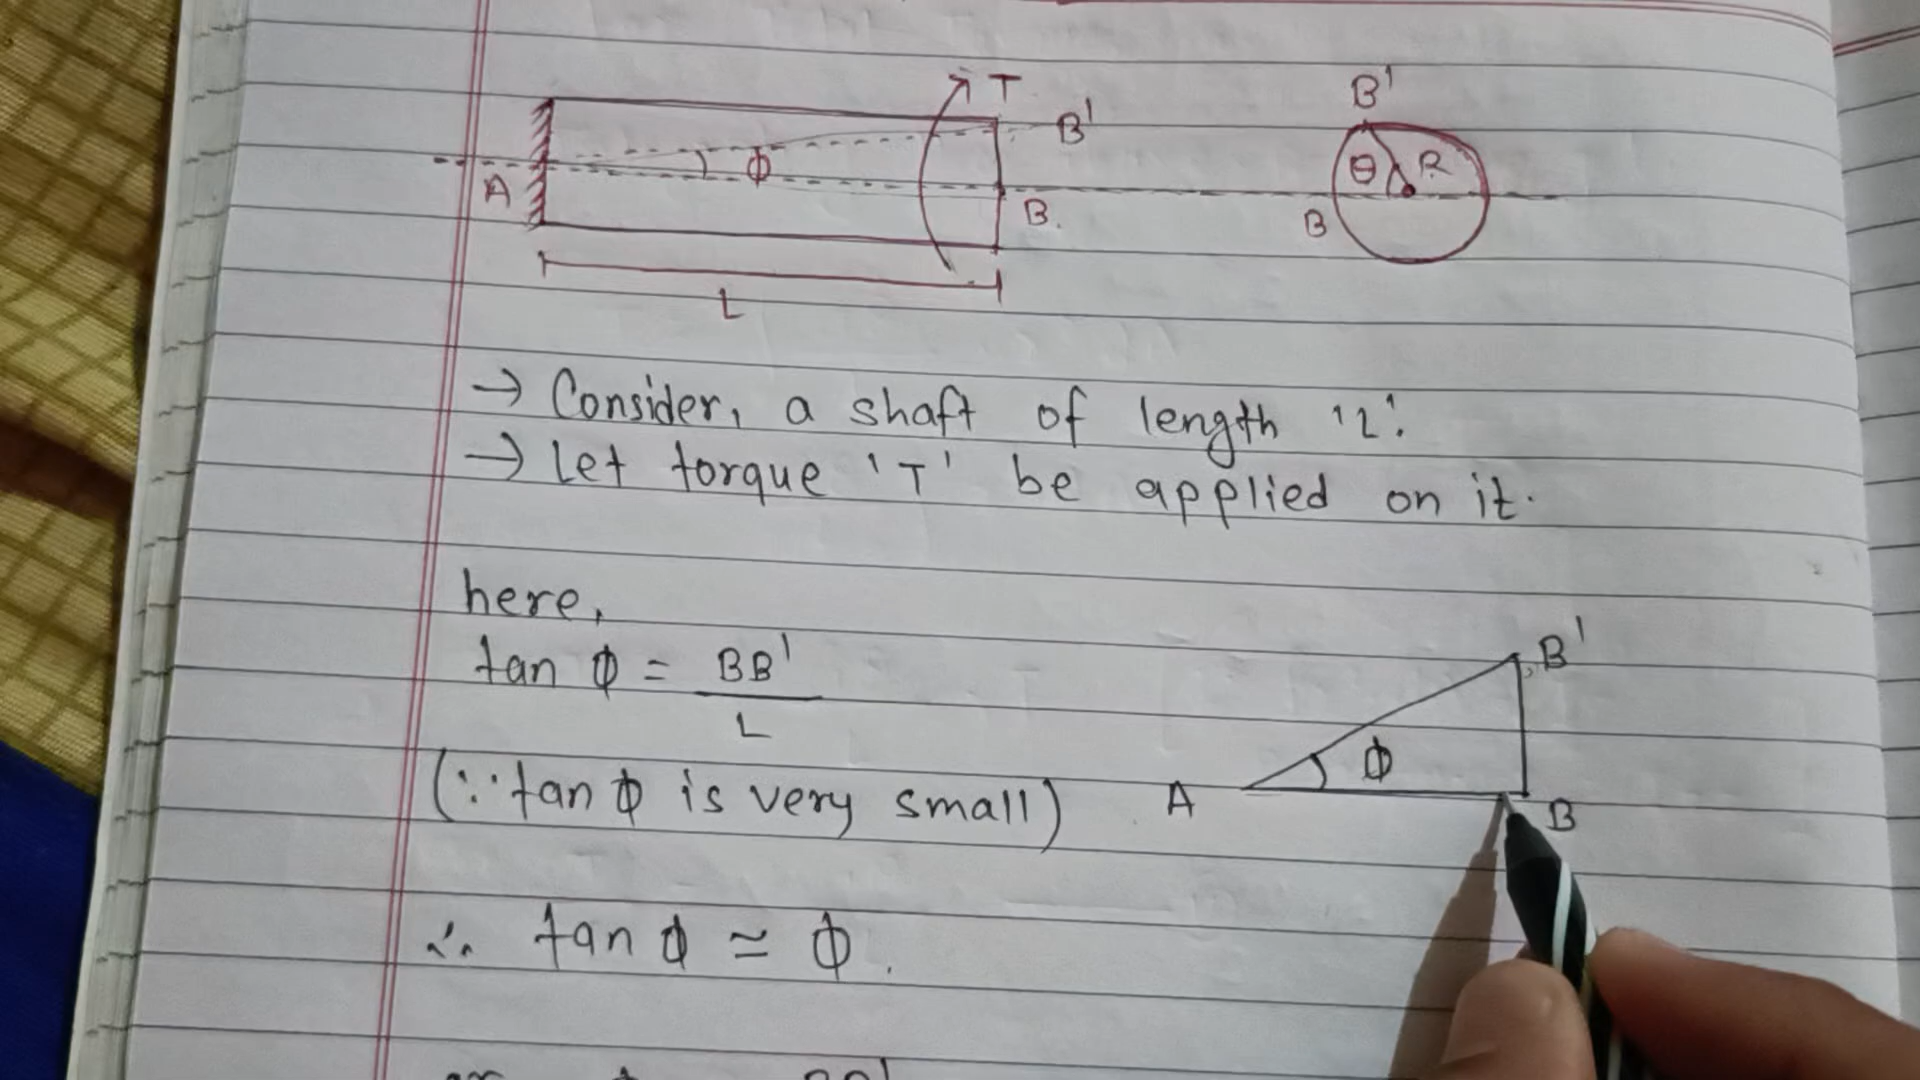 T
B'
B'
ϕ
θ R
A
B.
B
L
→ Consider, a shaft of length 'L'.
→ Let torque 'T' be applied on it.
here,
tan ϕ = BB'
L
B'
ϕ
(∵ tan ϕ is very small)
A
B
∴ tan ϕ ≃ ϕ.